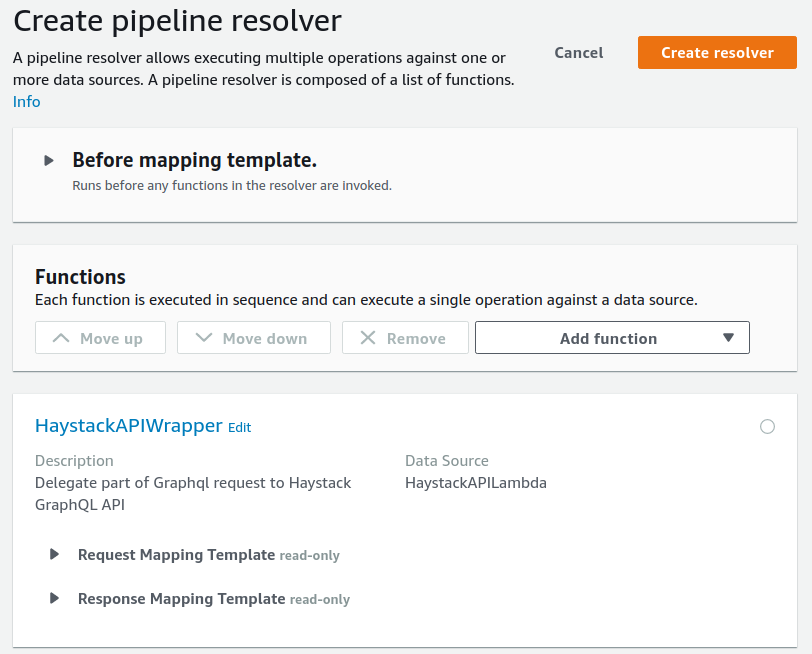 Create pipeline resolver
A pipeline resolver allows executing multiple operations against one or
more data sources. A pipeline resolver is composed of a list of functions.
Info
Cancel
Create resolver
Before mapping template.
Runs before any functions in the resolver are invoked.
Functions
Each function is executed in sequence and can execute a single operation against a data source.
Move up
Move down
Remove
Add function
HaystackAPIWrapper Edit
Description
Delegate part of Graphql request to Haystack
GraphQL API
Data Source
HaystackAPILambda
Request Mapping Template read-only
Response Mapping Template read-only